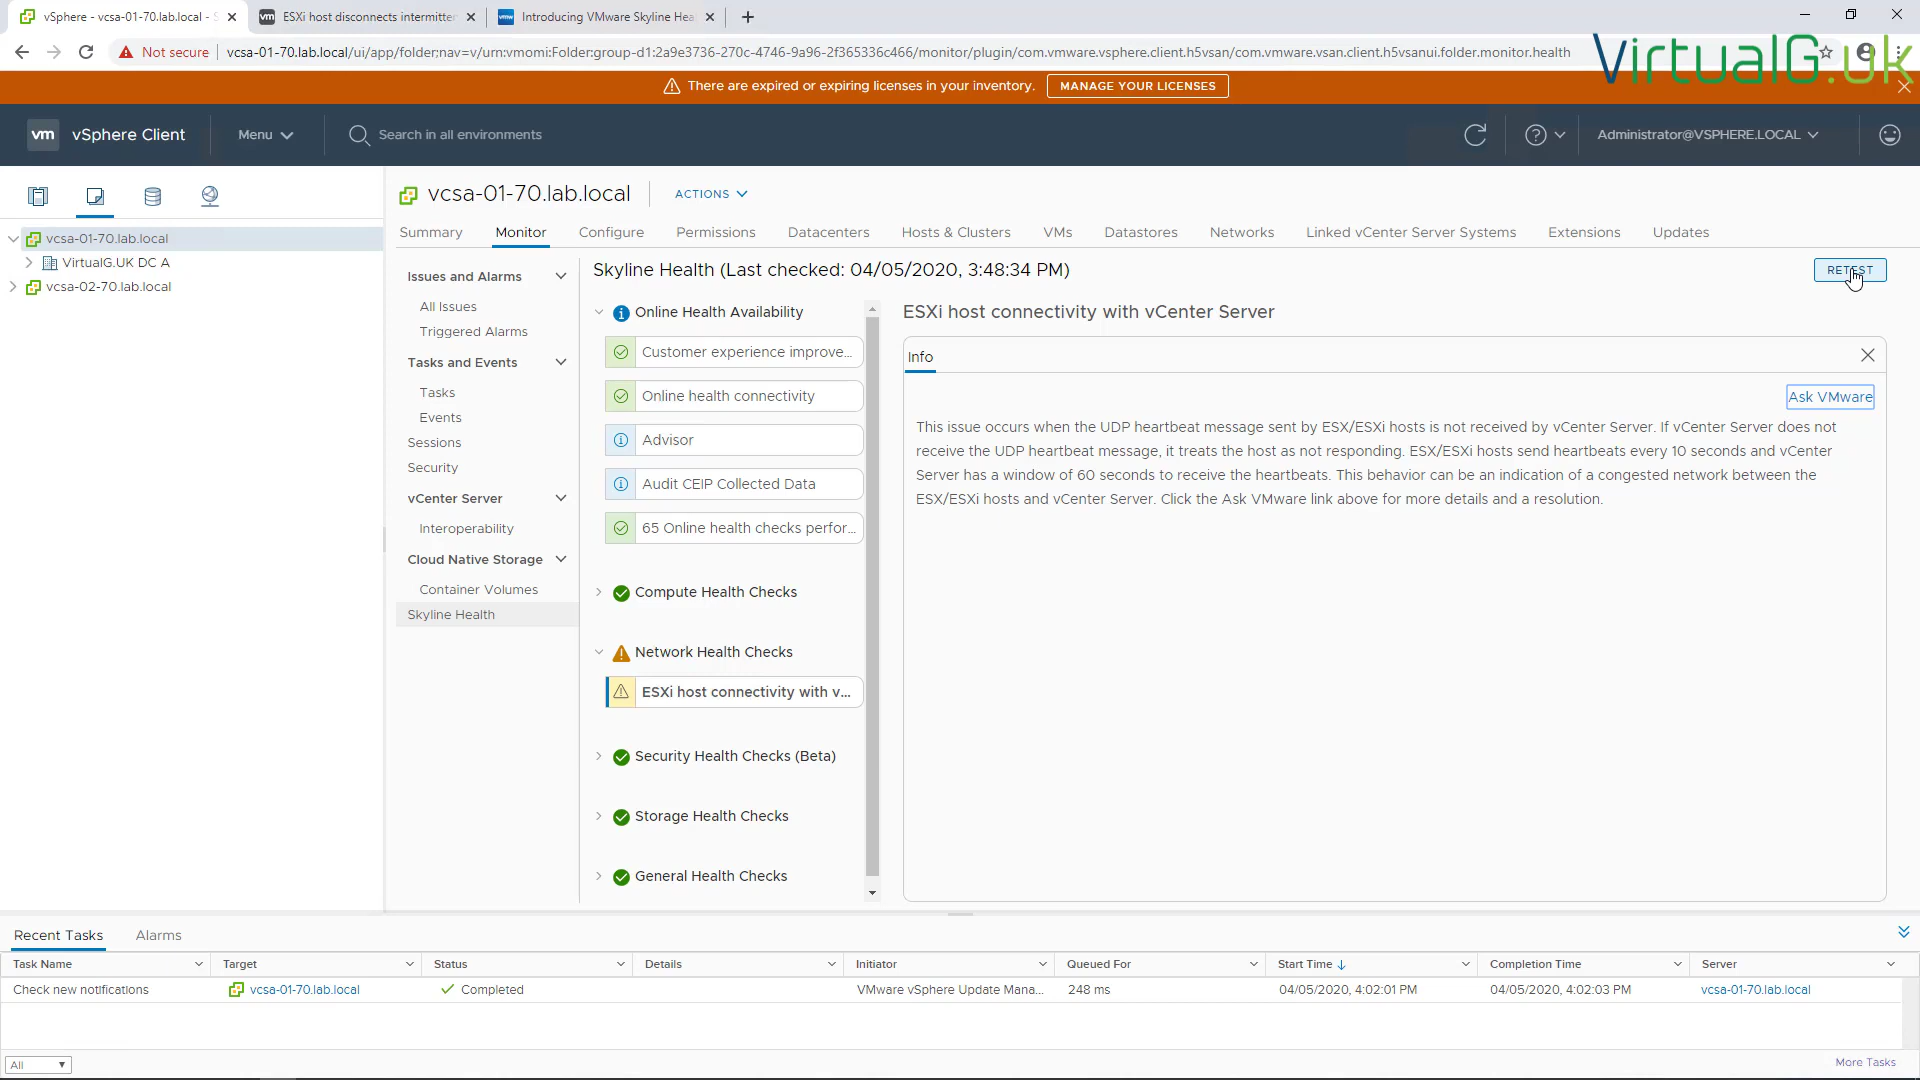 vSphere - vcsa-01-70.lab.local - S
ESXi host disconnects intermitten
Introducing VMware Skyline Hea
Not secure
vcsa-01-70.lab.local/ui/app/folder;nav=v/urn:vmomi:Folder:group-d1:2a9e3736-270c-4746-9a96-2f365336c466/monitor/plugin/com.vmware.vsphere.client.h5vsan/com.vmware.vsan.client.h5vsanui.folder.monitor.health
VirtualG.uk
There are expired or expiring licenses in your inventory.
MANAGE YOUR LICENSES
vm
vSphere Client
Menu
Search in all environments
Administrator@VSPHERE.LOCAL
vcsa-01-70.lab.local
VirtualG.UK DC A
vcsa-02-70.lab.local
vcsa-01-70.lab.local
ACTIONS
Summary
Monitor
Configure
Permissions
Datacenters
Hosts & Clusters
VMs
Datastores
Networks
Linked vCenter Server Systems
Extensions
Updates
Issues and Alarms
All Issues
Triggered Alarms
Tasks and Events
Tasks
Events
Sessions
Security
vCenter Server
Interoperability
Cloud Native Storage
Container Volumes
Skyline Health
Skyline Health (Last checked: 04/05/2020, 3:48:34 PM)
RETEST
Online Health Availability
Customer experience improve...
Online health connectivity
Advisor
Audit CEIP Collected Data
65 Online health checks perfor...
Compute Health Checks
Network Health Checks
ESXi host connectivity with v...
Security Health Checks (Beta)
Storage Health Checks
General Health Checks
ESXi host connectivity with vCenter Server
Info
Ask VMware
This issue occurs when the UDP heartbeat message sent by ESX/ESXi hosts is not received by vCenter Server. If vCenter Server does not
receive the UDP heartbeat message, it treats the host as not responding. ESX/ESXi hosts send heartbeats every 10 seconds and vCenter
Server has a window of 60 seconds to receive the heartbeats. This behavior can be an indication of a congested network between the
ESX/ESXi hosts and vCenter Server. Click the Ask VMware link above for more details and a resolution.
Recent Tasks
Alarms
Task Name
Target
Status
Details
Initiator
Queued For
Start Time
Completion Time
Server
Check new notifications
vcsa-01-70.lab.local
Completed
VMware vSphere Update Mana...
248 ms
04/05/2020, 4:02:01 PM
04/05/2020, 4:02:03 PM
vcsa-01-70.lab.local
All
More Tasks